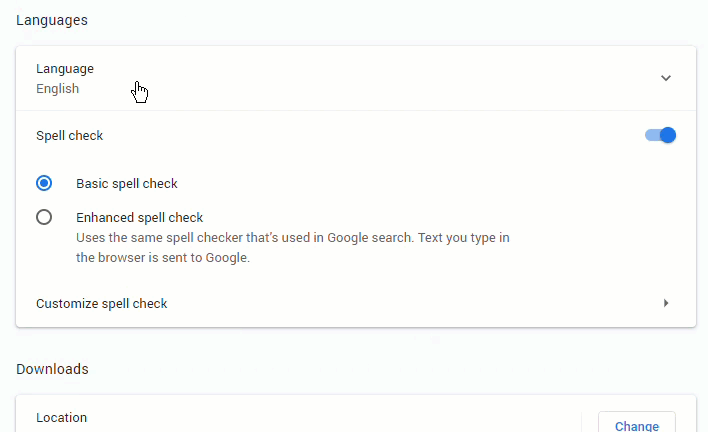 Languages
Language
English
Spell check
Basic spell check
Enhanced spell check
Uses the same spell checker that's used in Google search. Text you type in
the browser is sent to Google.
Customize spell check
Downloads
Location
Change